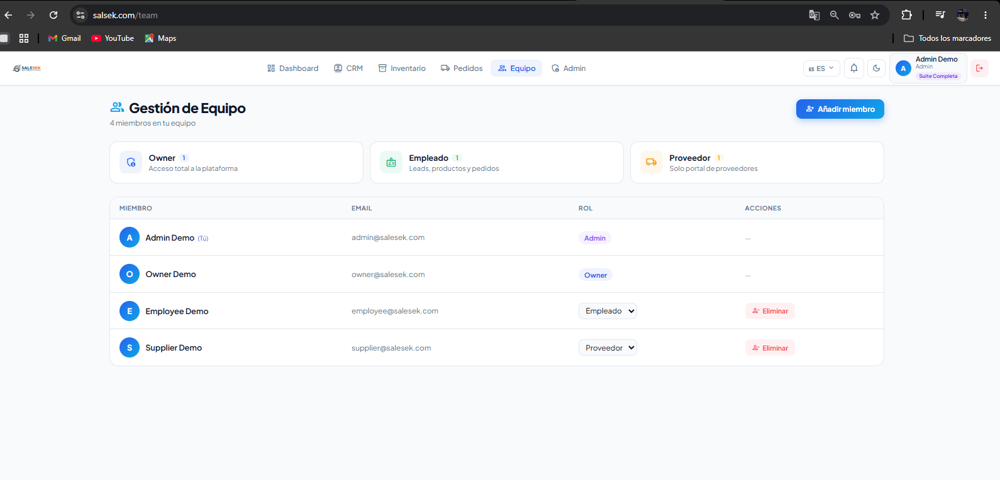 salsek.com/team
Gmail
YouTube
Maps
Todos los marcadores
SALESEK
Dashboard
CRM
Inventario
Pedidos
Equipo
Admin
ES ES
A
Admin Demo
Admin
Suite Completa
Gestión de Equipo
4 miembros en tu equipo
Añadir miembro
Owner 1
Acceso total a la plataforma
Empleado 1
Leads, productos y pedidos
Proveedor 1
Solo portal de proveedores
MIEMBRO EMAIL ROL ACCIONES
A Admin Demo (Tú) admin@salesek.com Admin —
O Owner Demo owner@salesek.com Owner —
E Employee Demo employee@salesek.com Empleado Eliminar
S Supplier Demo supplier@salesek.com Proveedor Eliminar